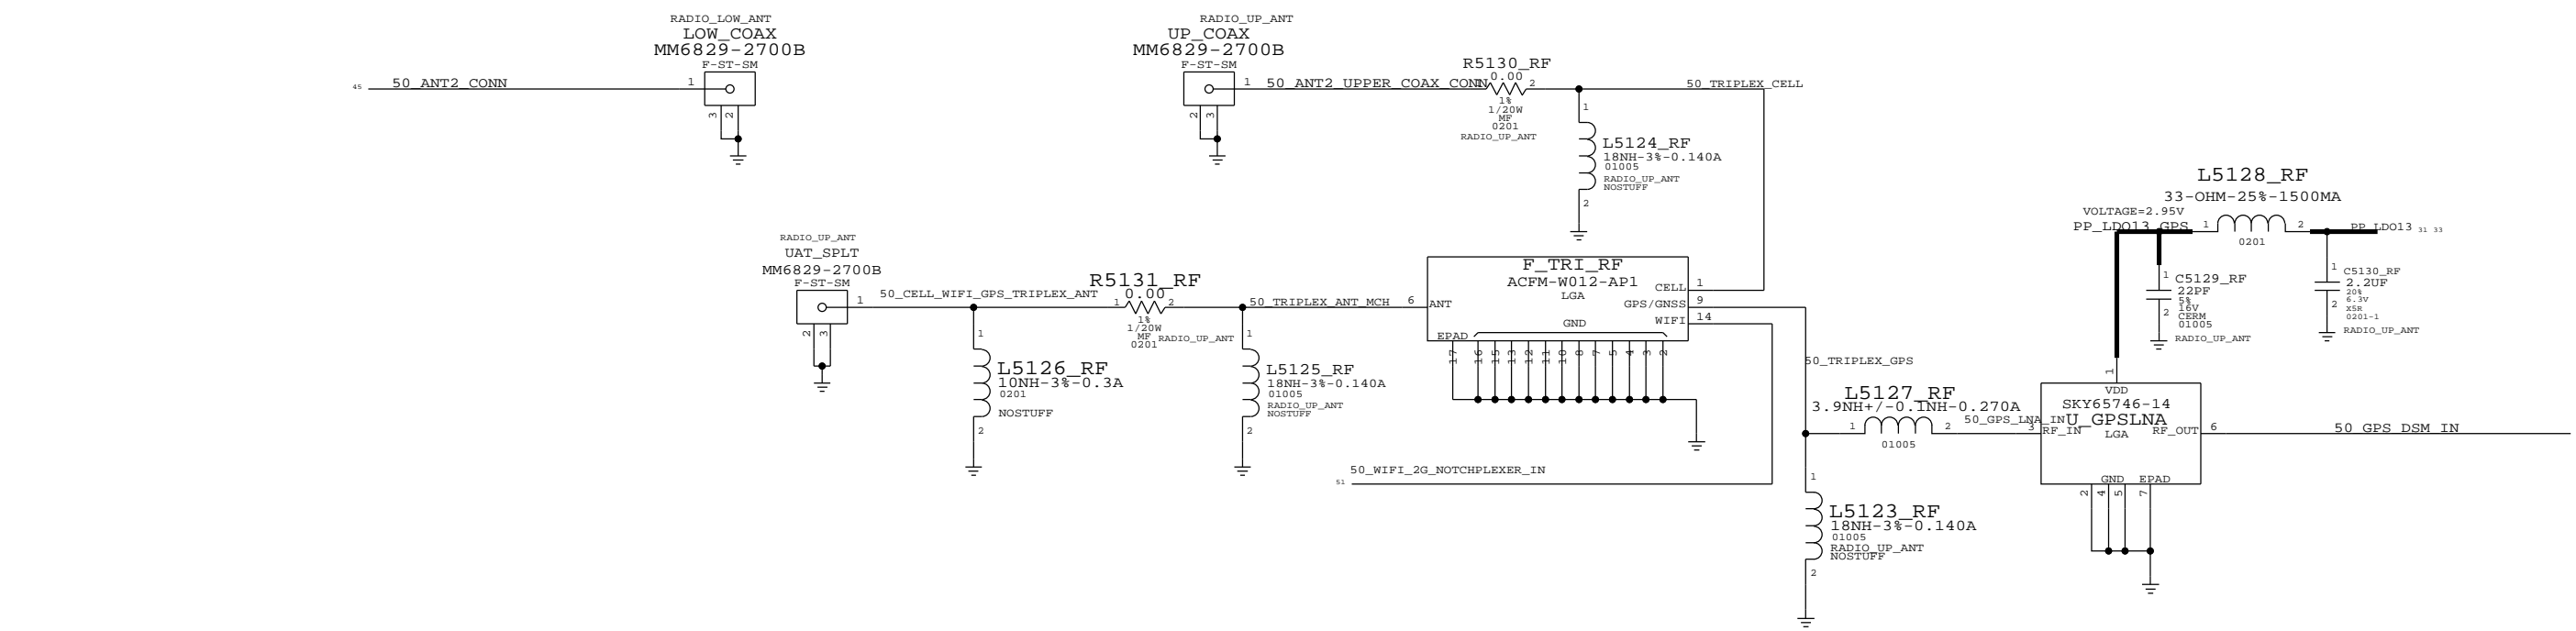 RADIO_LOW_ANT
LOW_COAX
MM6829-2700B
F-ST-SM
45
50_ANT2_CONN
1
3
2
RADIO_UP_ANT
UP_COAX
MM6829-2700B
F-ST-SM
1
50_ANT2_UPPER_COAX_CONN
2
3
R5130_RF
0.00
2
1%
1/20W
MF
0201
RADIO_UP_ANT
50_TRIPLEX_CELL
1
L5124_RF
18NH-3%-0.140A
01005
RADIO_UP_ANT
NOSTUFF
2
L5128_RF
33-OHM-25%-1500MA
VOLTAGE=2.95V
PP_LDO13_GPS
1
2
0201
PP_LDO13
31 33
1
C5129_RF
22PF
5%
16V
CERM
01005
2
RADIO_UP_ANT
1
C5130_RF
2.2UF
20%
6.3V
X5R
0201-1
2
RADIO_UP_ANT
RADIO_UP_ANT
UAT_SPLT
MM6829-2700B
F-ST-SM
1
2
3
50_CELL_WIFI_GPS_TRIPLEX_ANT
R5131_RF
0.00
1
2
1%
1/20W
MF
0201
RADIO_UP_ANT
50_TRIPLEX_ANT_MCH
6
1
L5126_RF
10NH-3%-0.3A
0201
NOSTUFF
2
1
L5125_RF
18NH-3%-0.140A
01005
RADIO_UP_ANT
NOSTUFF
2
F_TRI_RF
ACFM-W012-AP1
LGA
ANT
CELL
1
GPS/GNSS
9
WIFI
14
GND
EPAD
17
16
15
13
12
11
10
8
7
5
4
3
2
50_WIFI_2G_NOTCHPLEXER_IN
51
50_TRIPLEX_GPS
L5127_RF
3.9NH+/-0.1NH-0.270A
1
2
01005
50_GPS_LNA_IN
3
1
VDD
SKY65746-14
U_GPSLNA
LGA
RF_IN
RF_OUT
6
50_GPS_DSM_IN
GND
EPAD
2
4
5
7
1
L5123_RF
18NH-3%-0.140A
01005
RADIO_UP_ANT
NOSTUFF
2